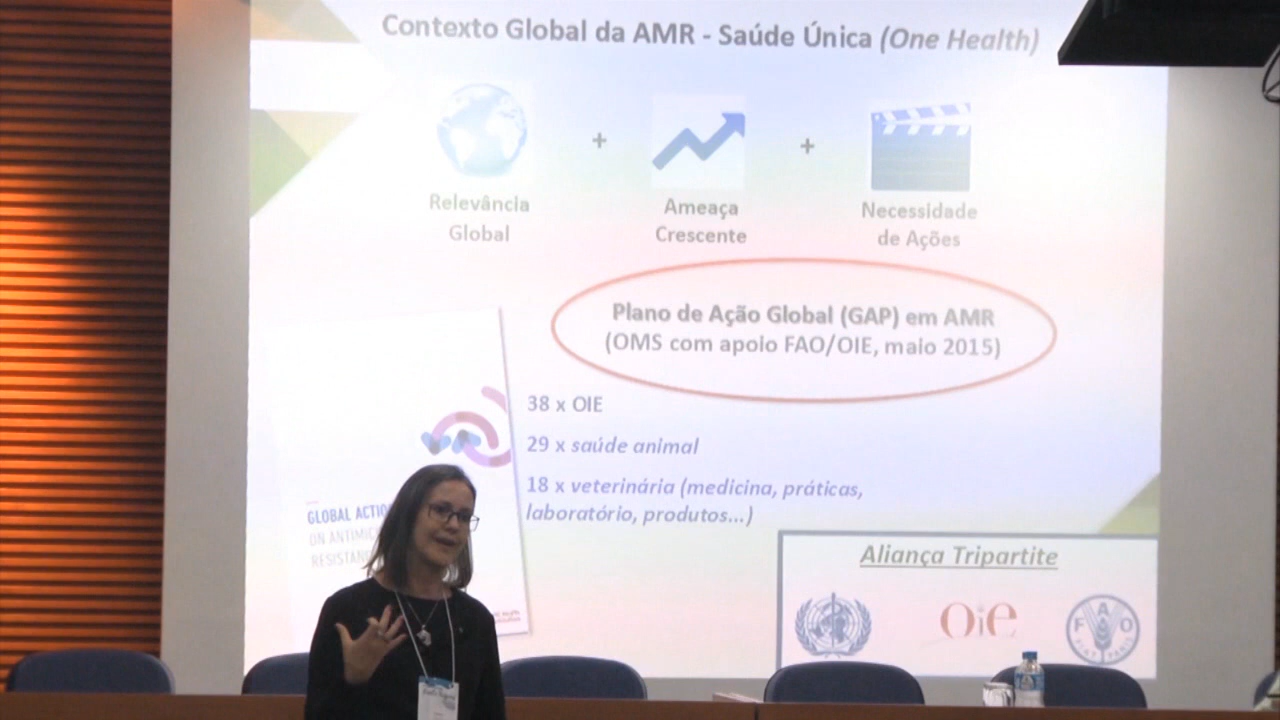 Contexto Global da AMR - Saúde Única (One Health)
+
+
Relevância
Global
Ameaça
Crescente
Necessidade
de Ações
Plano de Ação Global (GAP) em AMR
(OMS com apoio FAO/OIE, maio 2015)
38 x OIE
29 x saúde animal
18 x veterinária (medicina, práticas,
laboratório, produtos...)
GLOBAL ACTIO
ON ANTIMIC
RESISTAN
Aliança Tripartite
OiE
FAO